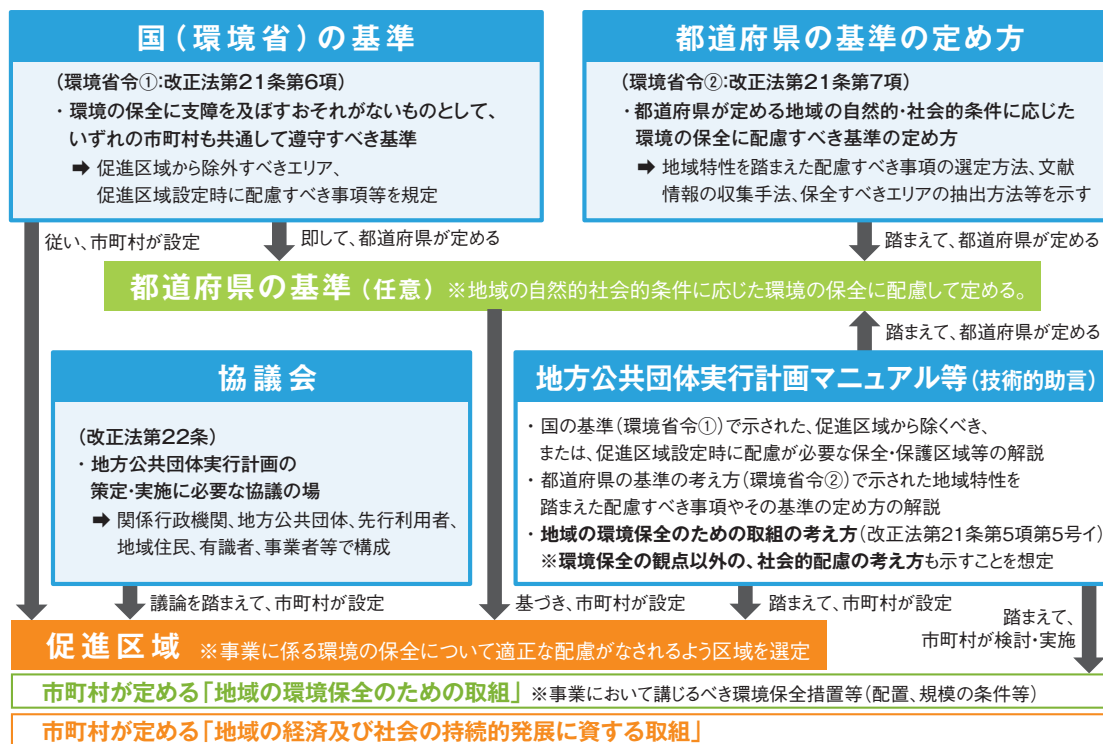 国(環境省)の基準
(環境省令①:改正法第21条第6項)
・環境の保全に支障を及ぼすおそれがないものとして、
いずれの市町村も共通して遵守すべき基準
➡ 促進区域から除外すべきエリア、
促進区域設定時に配慮すべき事項等を規定
都道府県の基準の定め方
(環境省令②:改正法第21条第7項)
・都道府県が定める地域の自然的・社会的条件に応じた
環境の保全に配慮すべき基準の定め方
➡ 地域特性を踏まえた配慮すべき事項の選定方法、文献
情報の収集手法、保全すべきエリアの抽出方法等を示す
従い、市町村が設定
即して、都道府県が定める
踏まえて、都道府県が定める
都道府県の基準(任意) ※地域の自然的社会的条件に応じた環境の保全に配慮して定める。
踏まえて、都道府県が定める
協議会
(改正法第22条)
・地方公共団体実行計画の
策定・実施に必要な協議の場
➡ 関係行政機関、地方公共団体、先行利用者、
地域住民、有識者、事業者等で構成
地方公共団体実行計画マニュアル等(技術的助言)
・国の基準(環境省令①)で示された、促進区域から除くべき、
または、促進区域設定時に配慮が必要な保全・保護区域等の解説
・都道府県の基準の考え方(環境省令②)で示された地域特性を
踏まえた配慮すべき事項やその基準の定め方の解説
・地域の環境保全のための取組の考え方(改正法第21条第5項第5号イ)
※環境保全の観点以外の、社会的配慮の考え方も示すことを想定
議論を踏まえて、市町村が設定
基づき、市町村が設定
踏まえて、市町村が設定
踏まえて、
市町村が検討・実施
促進区域 ※事業に係る環境の保全について適正な配慮がなされるよう区域を選定
市町村が定める「地域の環境保全のための取組」 ※事業において講じるべき環境保全措置等(配置、規模の条件等)
市町村が定める「地域の経済及び社会の持続的発展に資する取組」